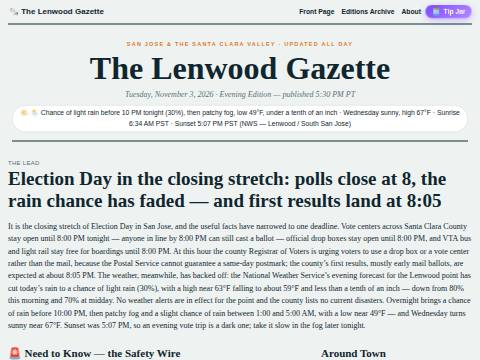 The Lenwood Gazette
Front Page Editions Archive About Tip Jar
SAN JOSE & THE SANTA CLARA VALLEY · UPDATED ALL DAY
The Lenwood Gazette
Tuesday, November 3, 2026 · Evening Edition — published 5:30 PM PT
Chance of light rain before 10 PM tonight (30%), then patchy fog, low 49°F, under a tenth of an inch · Wednesday sunny, high 67°F · Sunrise
6:34 AM PST · Sunset 5:07 PM PST (NWS — Lenwood / South San Jose)
THE LEAD
Election Day in the closing stretch: polls close at 8, the
rain chance has faded — and first results land at 8:05
It is the closing stretch of Election Day in San Jose, and the useful facts have narrowed to one deadline. Vote centers across Santa Clara County
stay open until 8:00 PM tonight — anyone in line by 8:00 PM can still cast a ballot — official drop boxes stay open until 8:00 PM, and VTA bus
and light rail stay free for boardings until 8:00 PM. At this hour the county Registrar of Voters is urging voters to use a drop box or a vote center
rather than the mail, because the Postal Service cannot guarantee a same-day postmark; the county's first results, mostly early mail ballots, are
expected at about 8:05 PM. The weather, meanwhile, has backed off: the National Weather Service's evening forecast for the Lenwood point has
cut today's rain to a chance of light rain (30%), with a high near 63°F falling to about 59°F and less than a tenth of an inch — down from 80%
this morning and 70% at midday. No weather alerts are in effect for the point and the county lists no current disasters. Overnight brings a chance
of rain before 10:00 PM, then patchy fog and a slight chance of rain between 1:00 and 5:00 AM, with a low near 49°F — and Wednesday turns
sunny near 67°F. Sunset was 5:07 PM, so an evening vote trip is a dark one; take it slow in the fog later tonight.
Need to Know — the Safety Wire
Around Town